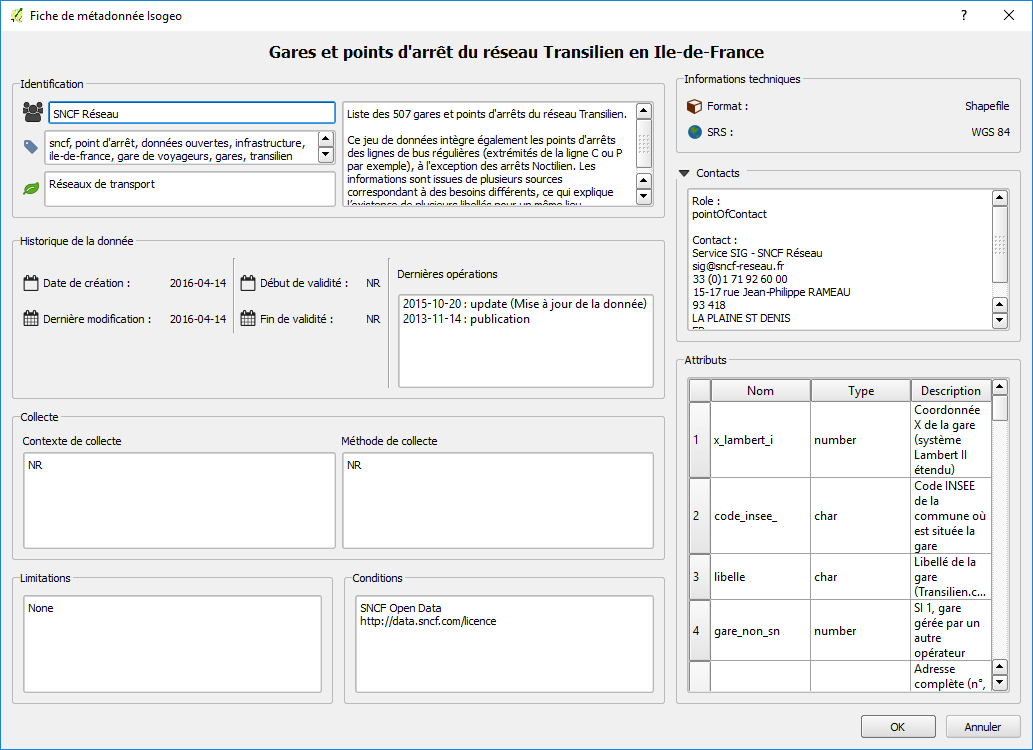 Fiche de métadonnée Isogeo
?
Gares et points d'arrêt du réseau Transilien en Ile-de-France
Identification
SNCF Réseau
sncf, point d'arrêt, données ouvertes, infrastructure,
ile-de-france, gare de voyageurs, gares, transilien
Réseaux de transport
Liste des 507 gares et points d'arrêts du réseau Transilien.
Ce jeu de données intègre également les points d'arrêts
des lignes de bus régulières (extrémités de la ligne C ou P
par exemple), à l'exception des arrêts Noctilien. Les
informations sont issues de plusieurs sources
correspondant à des besoins différents, ce qui explique
l'existence de plusieurs libellés pour un même lieu
Historique de la donnée
Date de création :
2016-04-14
Début de validité :
NR
Dernière modification :
2016-04-14
Fin de validité :
NR
Dernières opérations
2015-10-20 : update (Mise à jour de la donnée)
2013-11-14 : publication
Collecte
Contexte de collecte
NR
Méthode de collecte
NR
Limitations
None
Conditions
SNCF Open Data
http://data.sncf.com/licence
Informations techniques
Format :
Shapefile
SRS :
WGS 84
Contacts
Role :
pointOfContact
Contact :
Service SIG - SNCF Réseau
sig@sncf-reseau.fr
33 (0)1 71 92 60 00
15-17 rue Jean-Philippe RAMEAU
93 418
LA PLAINE ST DENIS
Attributs
Nom Type Description
1 x_lambert_i number Coordonnée
X de la gare
(système
Lambert II
étendu)
2 code_insee_ char Code INSEE
de la
commune où
est située la
gare
3 libelle char Libellé de la
gare
(Transilien.c...
4 gare_non_sn number SI 1, gare
gérée par un
autre
opérateur
Adresse
complète (n°,
OK
Annuler